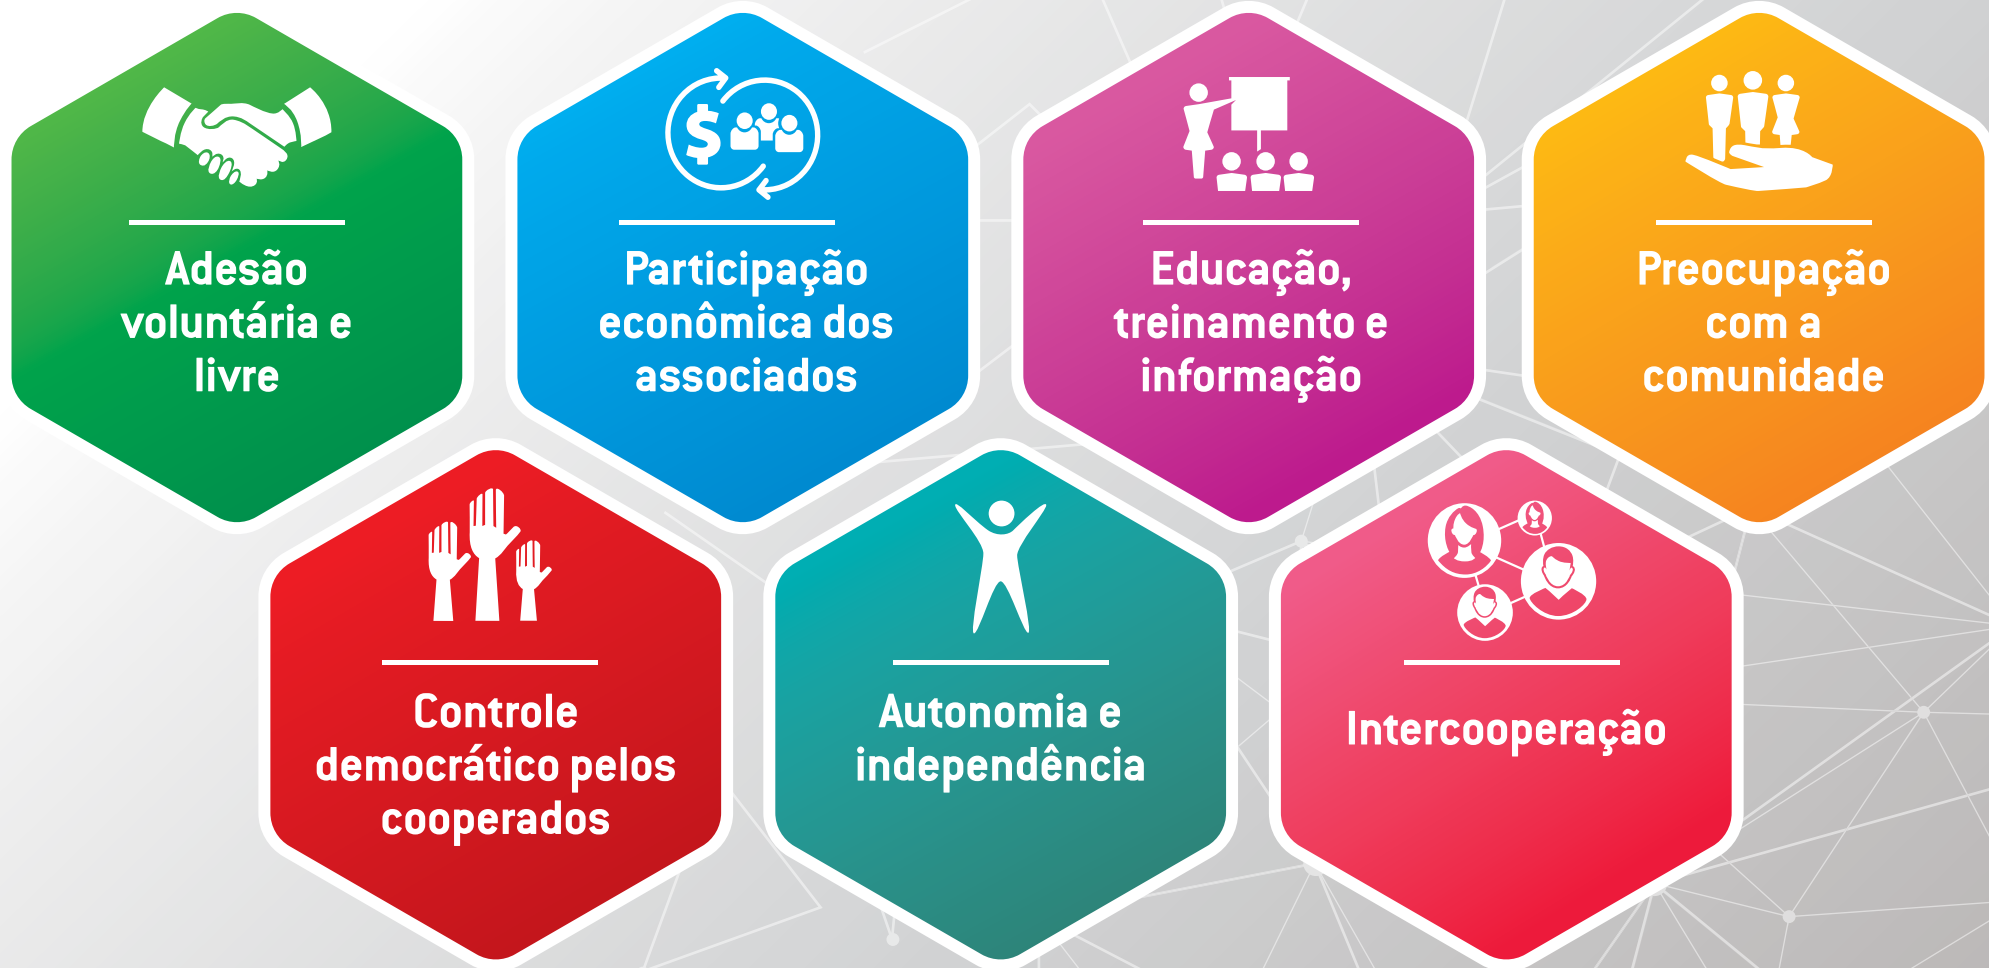 Adesão
voluntária e
livre
Participação
econômica dos
associados
Educação,
treinamento e
informação
Preocupação
com a
comunidade
Controle
democrático pelos
cooperados
Autonomia e
independência
Intercooperação